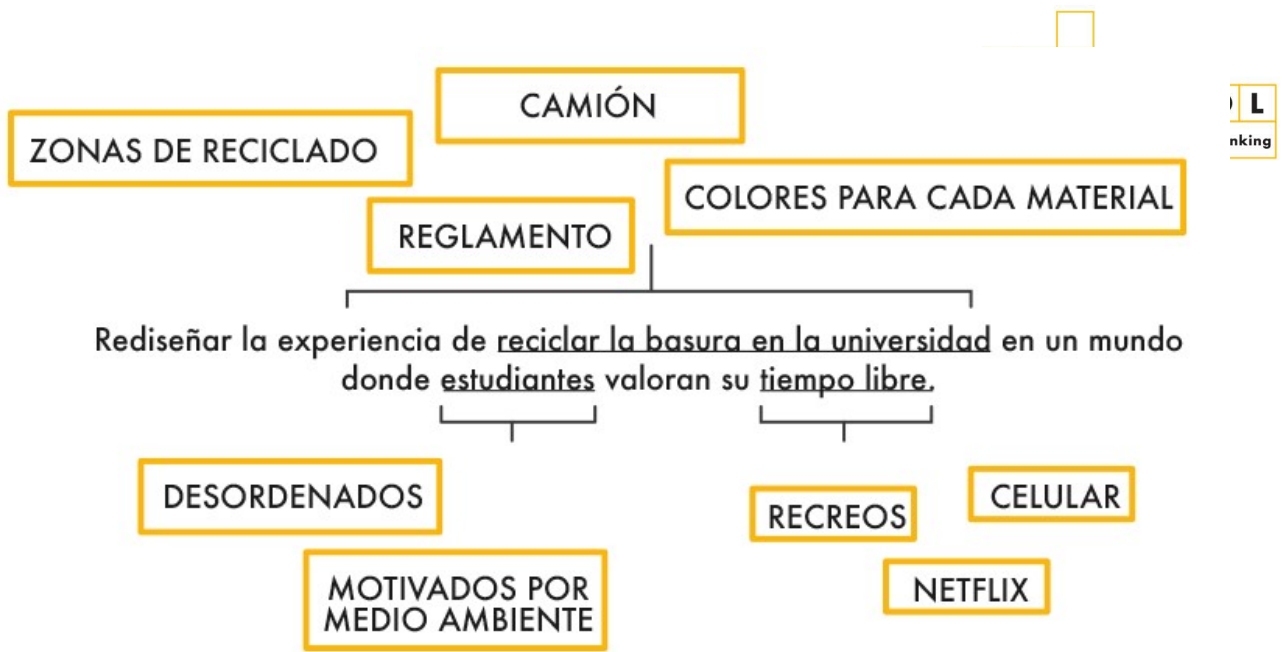 CAMIÓN
L
nking
ZONAS DE RECICLADO
COLORES PARA CADA MATERIAL
REGLAMENTO
Rediseñar la experiencia de reciclar la basura en la universidad en un mundo
donde estudiantes valoran su tiempo libre.
DESORDENADOS
RECREOS
CELULAR
MOTIVADOS POR
MEDIO AMBIENTE
NETFLIX